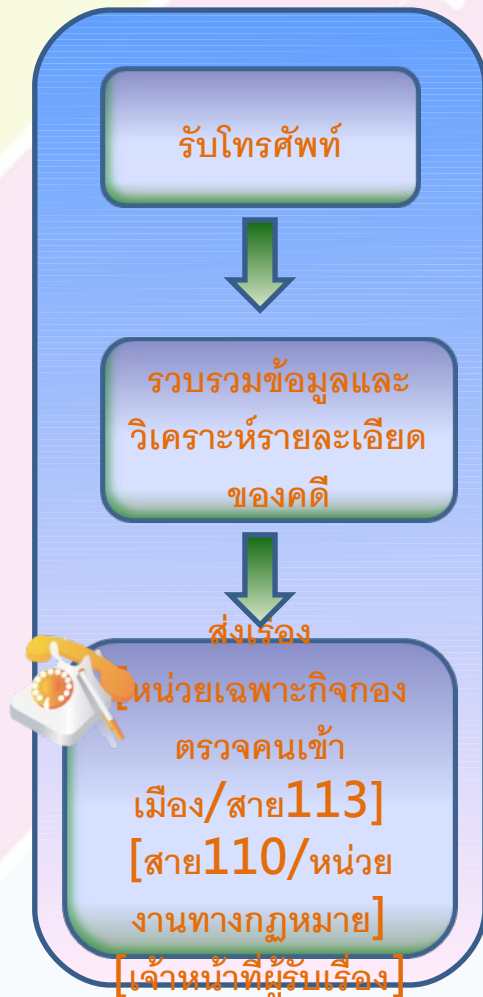 รับโทรศัพท์
รวบรวมข้อมูลและ
วิเคราะห์รายละเอียด
ของคดี
ส่งเรื่อง
[หน่วยเฉพาะกิจกอง
ตรวจคนเข้า
เมือง/สาย113]
[สาย110/หน่วย
งานทางกฎหมาย]
[เจ้าหน้าที่ผู้รับเรื่อง]